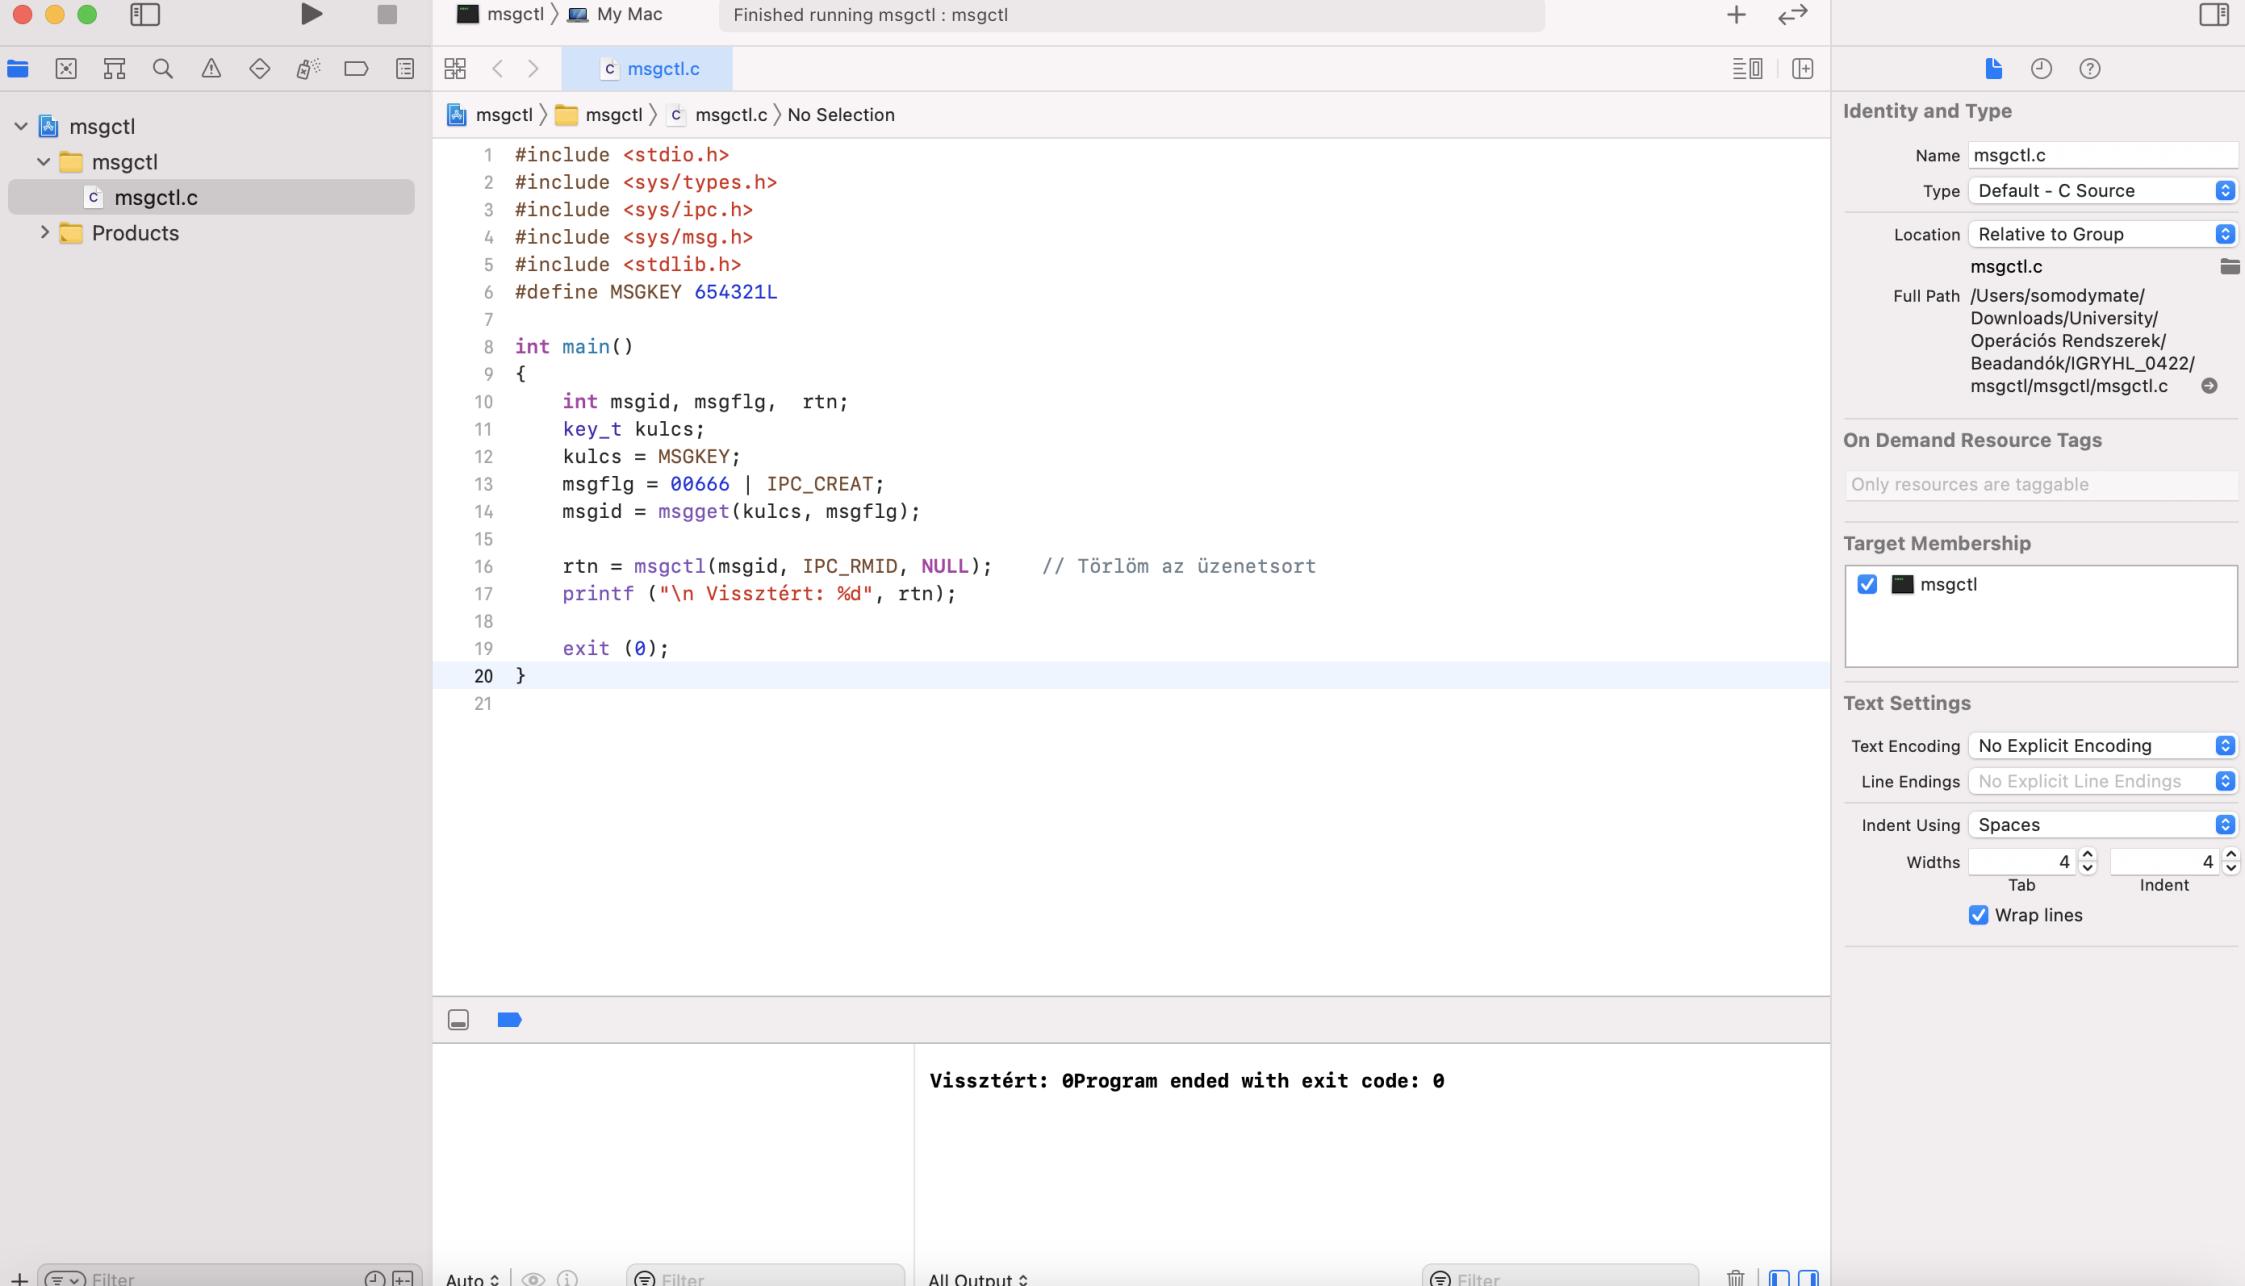 msgctl
My Mac
Finished running msgctl : msgctl
msgctl.c
msgctl
msgctl
msgctl.c
Products
msgctl
msgctl
msgctl.c
No Selection
1 #include <stdio.h>
2 #include <sys/types.h>
3 #include <sys/ipc.h>
4 #include <sys/msg.h>
5 #include <stdlib.h>
6 #define MSGKEY 654321L
7
8 int main()
9 {
10 int msgid, msgflg,  rtn;
11 key_t kulcs;
12 kulcs = MSGKEY;
13 msgflg = 00666 | IPC_CREAT;
14 msgid = msgget(kulcs, msgflg);
15
16 rtn = msgctl(msgid, IPC_RMID, NULL);    // Törlöm az üzenetsort
17 printf ("\n Vissztért: %d", rtn);
18
19 exit (0);
20 }
21
Vissztért: 0Program ended with exit code: 0
Filter
Auto
Filter
All Output
Filter
Identity and Type
Name msgctl.c
Type Default - C Source
Location Relative to Group
msgctl.c
Full Path /Users/somodymate/
Downloads/University/
Operációs Rendszerek/
Beadandók/IGRYHL_0422/
msgctl/msgctl/msgctl.c
On Demand Resource Tags
Only resources are taggable
Target Membership
msgctl
Text Settings
Text Encoding No Explicit Encoding
Line Endings No Explicit Line Endings
Indent Using Spaces
Widths 4 4
Tab Indent
Wrap lines